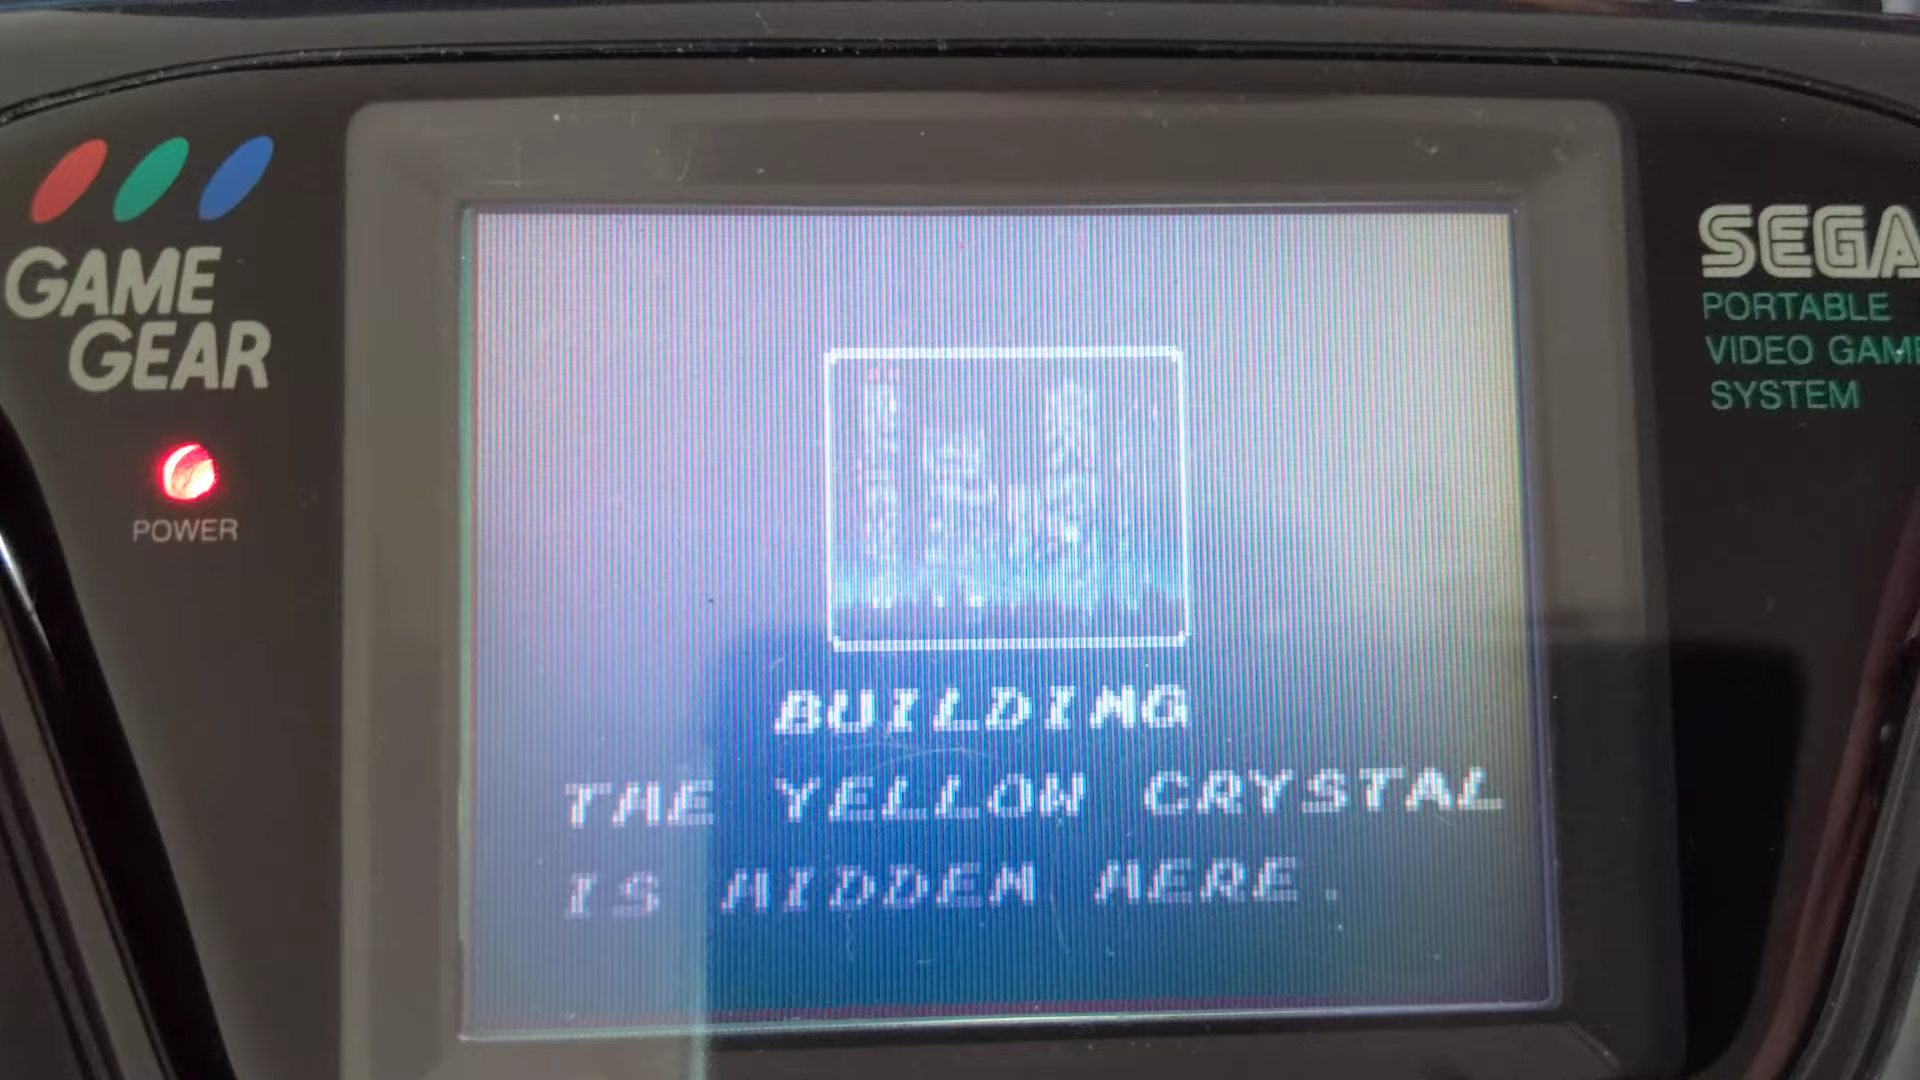 GAME
GEAR
POWER
SEGA
PORTABLE
VIDEO GAME
SYSTEM
BUILDING
THE YELLOW CRYSTAL
IS HIDDEN HERE.